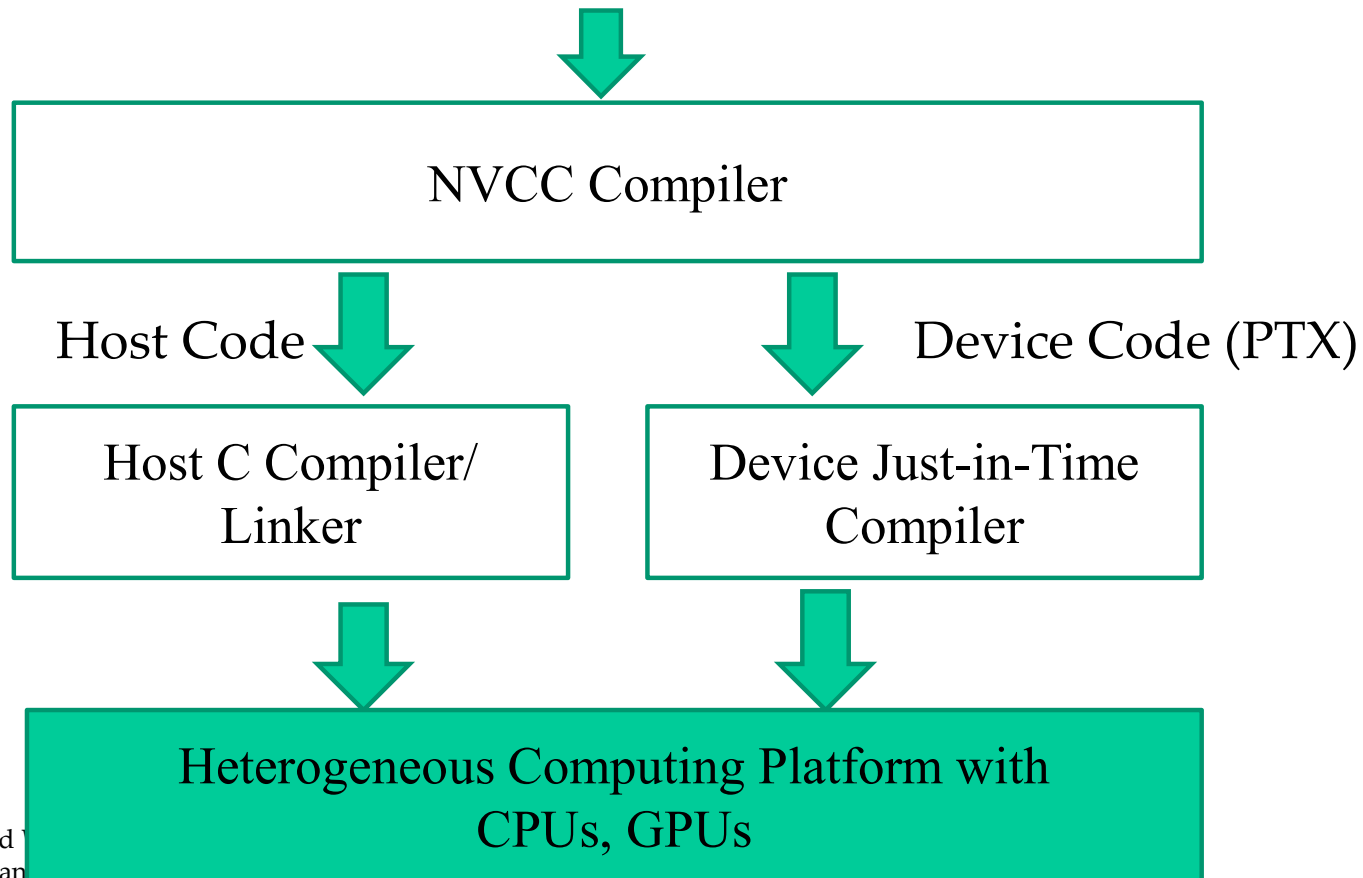 NVCC Compiler
Host Code
Device Code (PTX)
Host C Compiler/
Linker
Device Just-in-Time
Compiler
Heterogeneous Computing Platform with
CPUs, GPUs